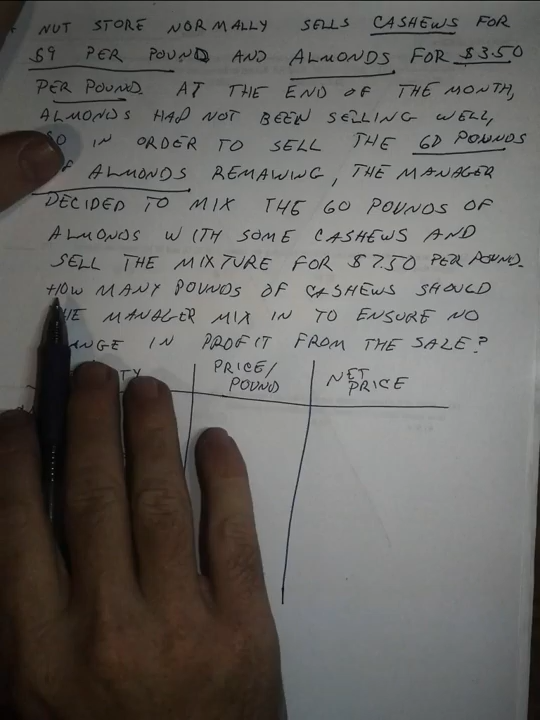 NUT STORE NORMALLY SELLS CASHEWS FOR
$9 PER POUND AND ALMONDS FOR $3.50
PER POUND. AT THE END OF THE MONTH,
ALMONDS HAD NOT BEEN SELLING WELL,
IN ORDER TO SELL THE 60 POUNDS
ALMONDS REMAINING, THE MANAGER
DECIDED TO MIX THE 60 POUNDS OF
ALMONDS WITH SOME CASHEWS AND
SELL THE MIXTURE FOR $7.50 PER POUND.
HOW MANY POUNDS OF CASHEWS SHOULD
HE MANAGER MIX IN TO ENSURE NO
ANGE IN PROFIT FROM THE SALE?
TY PRICE/ POUND NET PRICE